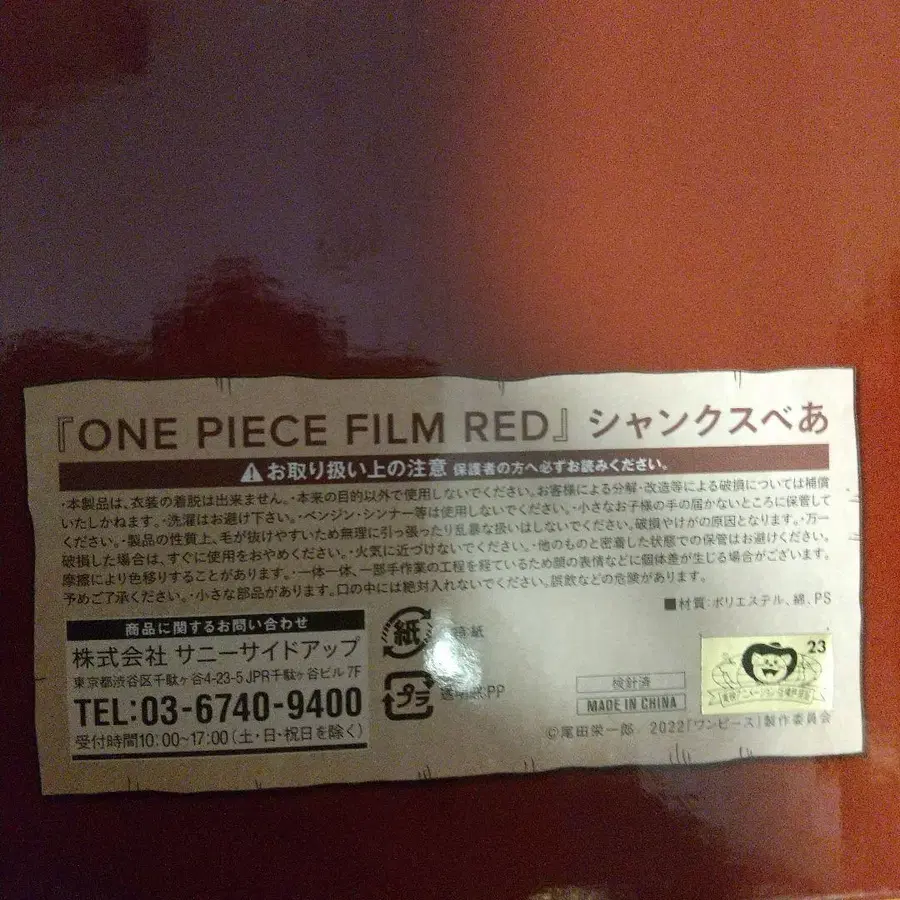 『ONE PIECE FILM RED』シャンクスべあ
お取り扱い上の注意 保護者の方へ必ずお読みください。
・本製品は、衣装の着脱は出来ません。・本来の目的以外で使用しないでください。お客様による分解・改造等による破損については補償
いたしかねます。・洗濯はお避け下さい。・ベンジン・シンナー等は使用しないでください。・小さなお子様の手の届かないところに保管して
ください。・製品の性質上、毛が抜けやすいため無理に引っ張ったり乱暴な扱いはしないでください。破損やけがの原因となります。・万一
破損した場合は、すぐに使用をおやめください。・火気に近づけないでください。・他のものと密着した状態での保管はお避けください。
摩擦により色移りすることがあります。・一体一体、一部手作業の工程を経ているため顔の表情などに個体差が生じる場合がございます。
予めご了承ください。・小さな部品があります。口の中には絶対入れないでください。誤飲などの危険があります。
■材質:ポリエステル、綿、PS
商品に関するお問い合わせ
株式会社 サニーサイドアップ
東京都渋谷区千駄ヶ谷4-23-5 JPR千駄ヶ谷ビル 7F
TEL:03-6740-9400
受付時間10:00~17:00(土・日・祝日を除く)
紙
紙
プラ
PP
検針済
MADE IN CHINA
23
©尾田栄一郎 2022「ワンピース」製作委員会